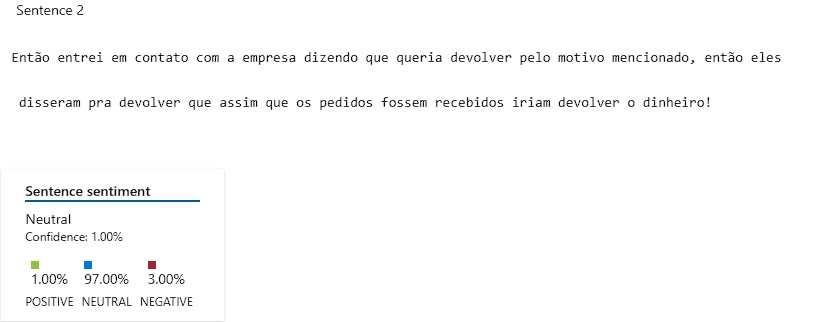 Sentence 2
Então entrei em contato com a empresa dizendo que queria devolver pelo motivo mencionado, então eles
disseram pra devolver que assim que os pedidos fossem recebidos iriam devolver o dinheiro!
Sentence sentiment
Neutral
Confidence: 1.00%
1.00% 97.00% 3.00%
POSITIVE NEUTRAL NEGATIVE